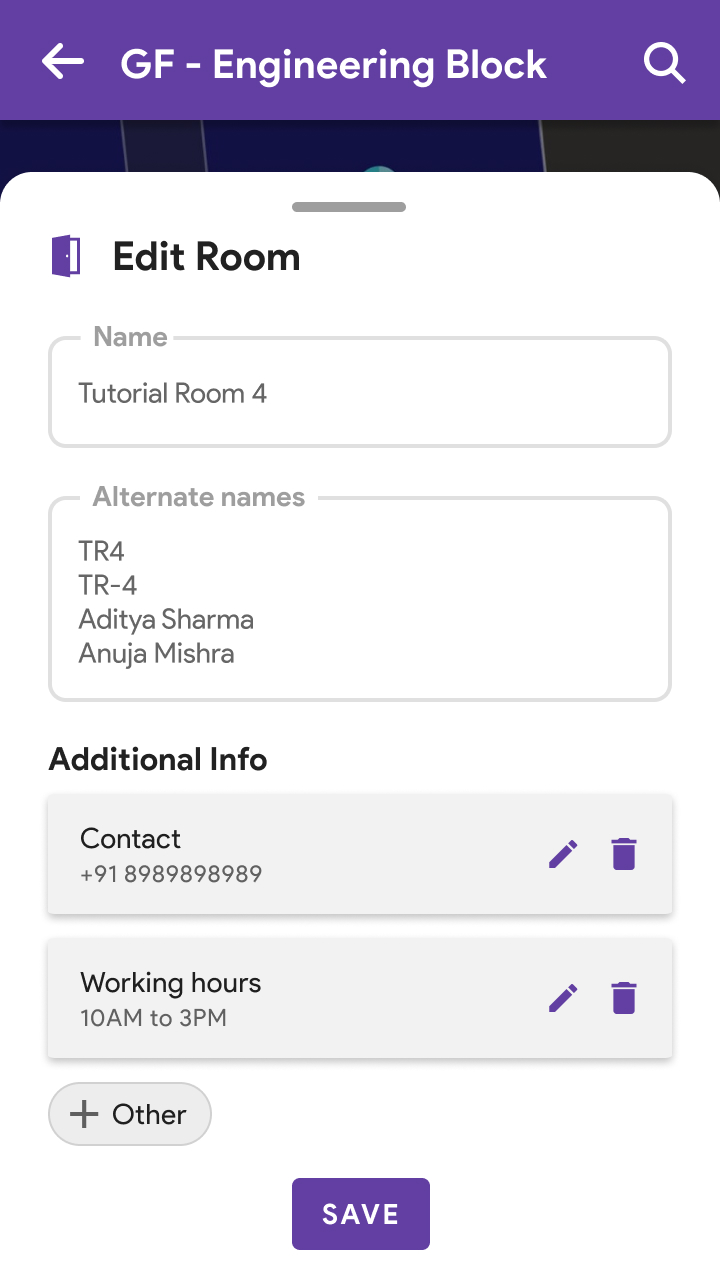 GF - Engineering Block
Edit Room
Name
Tutorial Room 4
Alternate names
TR4
TR-4
Aditya Sharma
Anuja Mishra
Additional Info
Contact
+91 8989898989
Working hours
10AM to 3PM
Other
SAVE